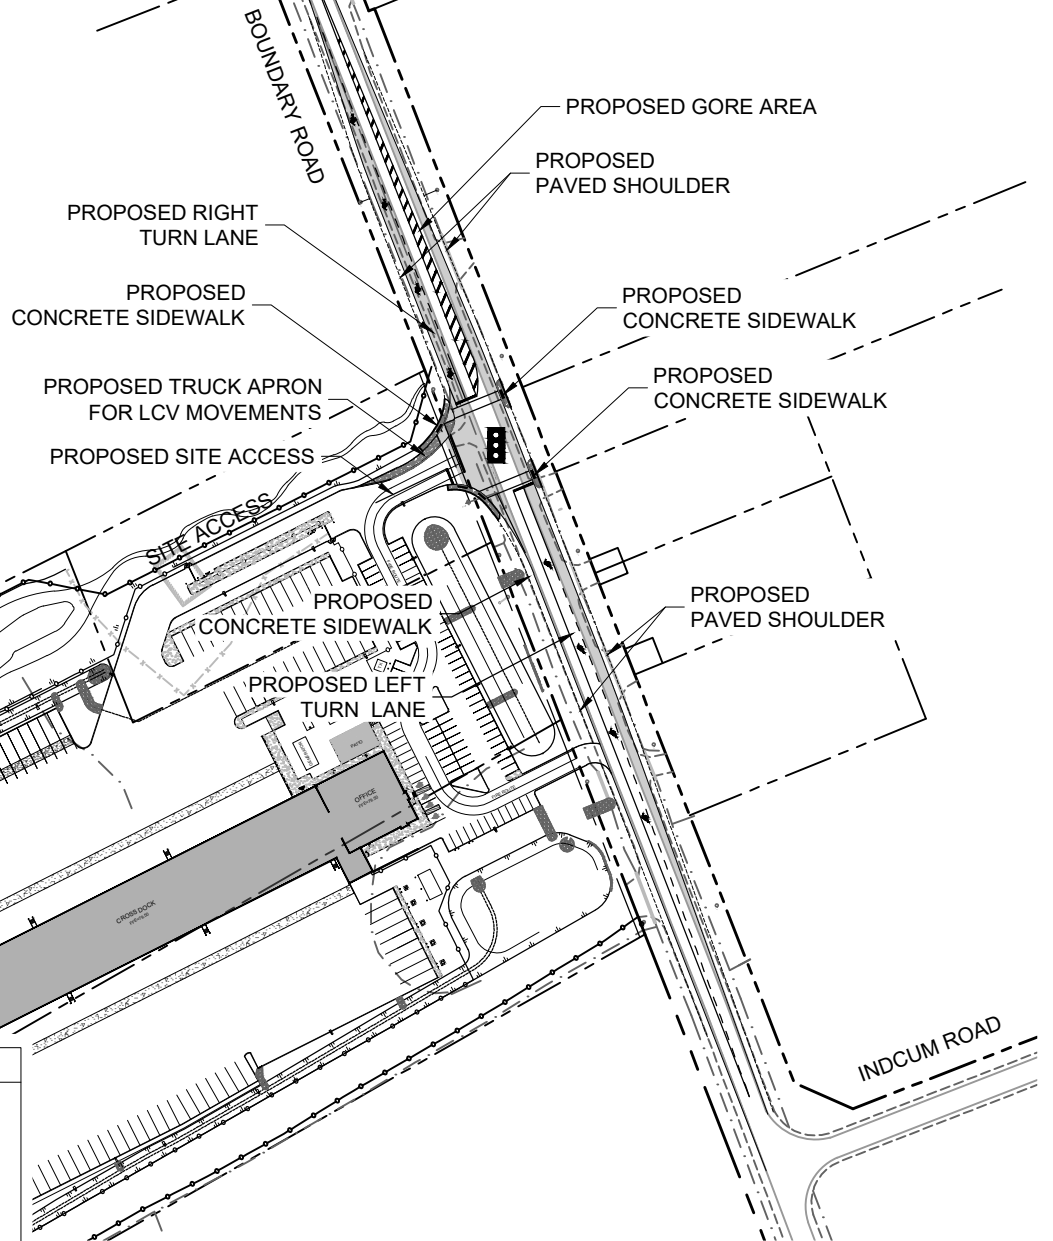 BOUNDARY ROAD
PROPOSED GORE AREA
PROPOSED
PAVED SHOULDER
PROPOSED RIGHT
TURN LANE
PROPOSED
CONCRETE SIDEWALK
PROPOSED
CONCRETE SIDEWALK
PROPOSED TRUCK APRON
FOR LCV MOVEMENTS
PROPOSED
CONCRETE SIDEWALK
PROPOSED SITE ACCESS
SITE ACCESS
PROPOSED
CONCRETE SIDEWALK
PROPOSED
PAVED SHOULDER
PROPOSED LEFT
TURN LANE
PATIO
OFFICE
CROSS DOCK
INDCUM ROAD